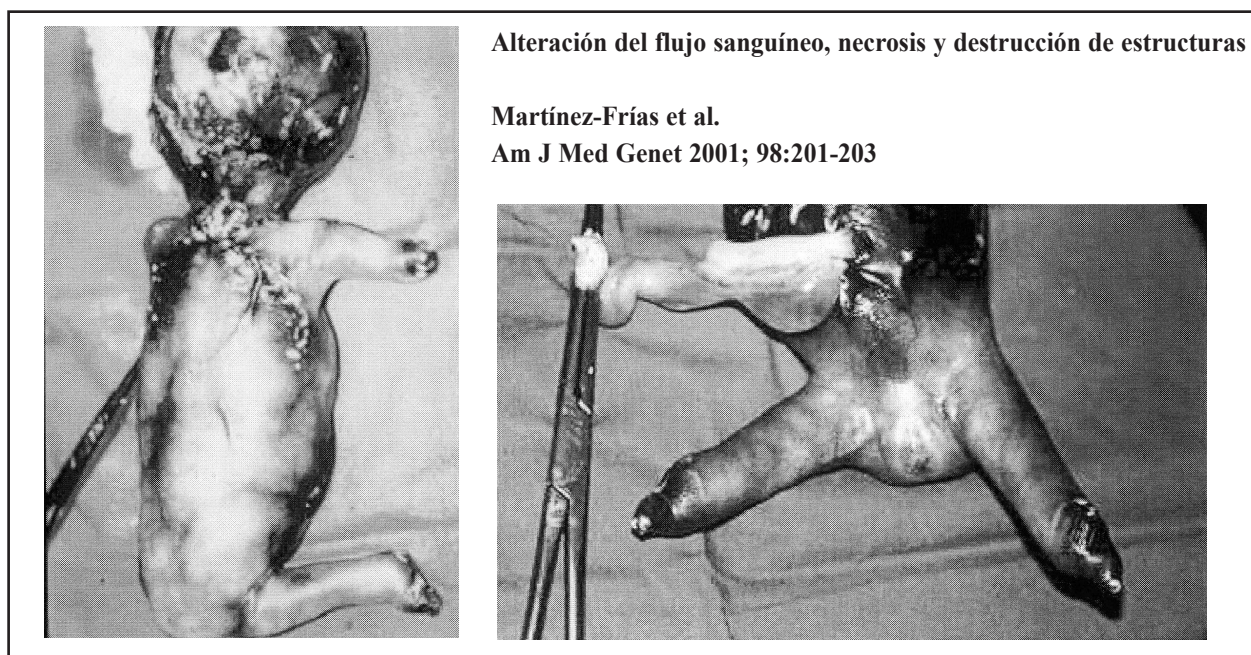 Alteración del flujo sanguíneo, necrosis y destrucción de estructuras
Martínez-Frías et al.
Am J Med Genet 2001; 98:201-203